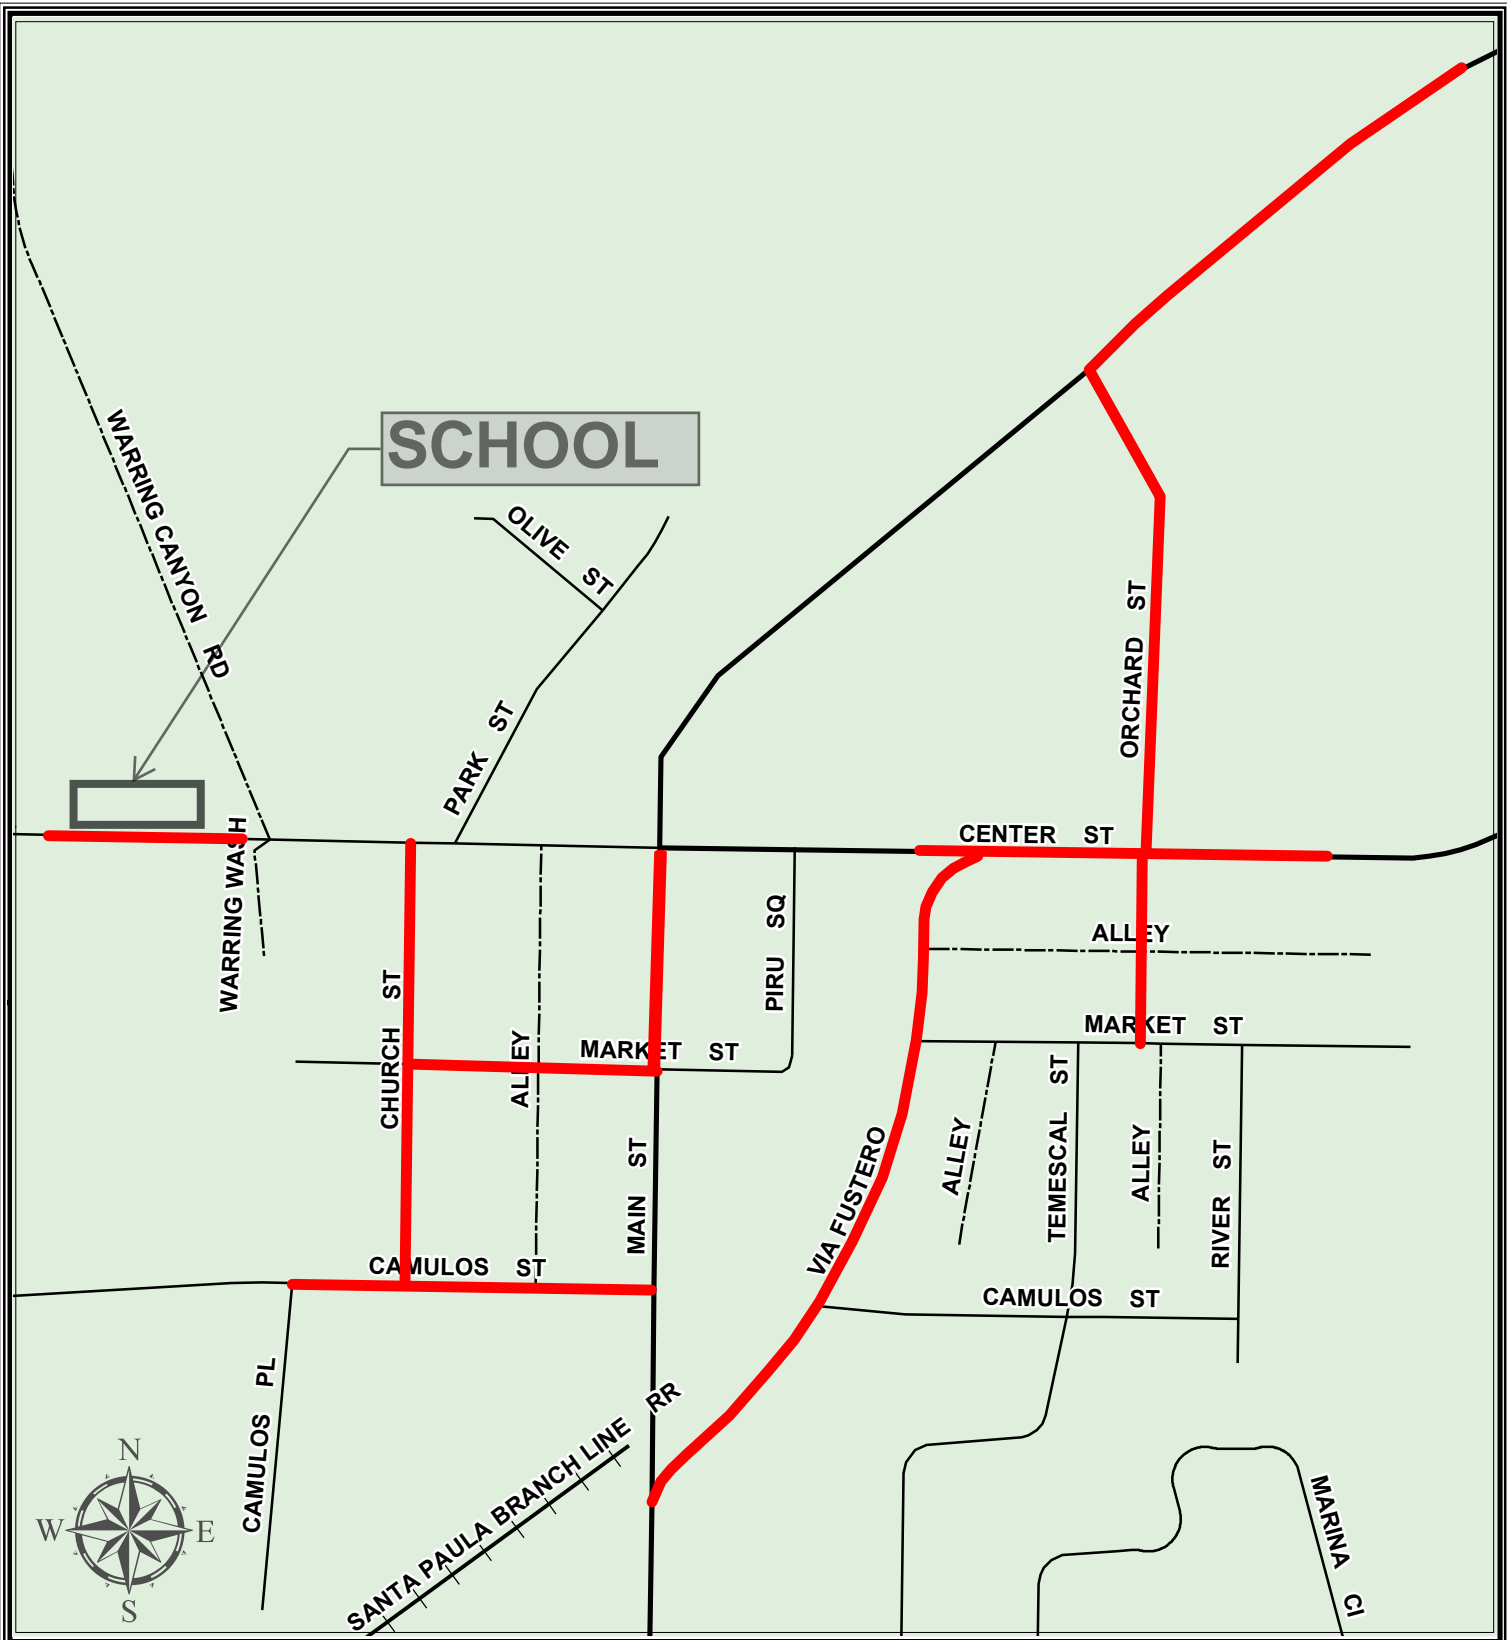 WARRING CANYON RD
SCHOOL
OLIVE ST
PARK ST
ORCHARD ST
CENTER ST
WARRING WASH
CHURCH ST
ALLEY
MARKET ST
PIRU SQ
ALLEY
MARKET ST
MAIN ST
VIA FUSTERO
ALLEY
TEMESCAL ST
ALLEY
RIVER ST
CAMULOS ST
CAMULOS ST
CAMULOS PL
SANTA PAULA BRANCH LINE RR
MARINA CI
N
W E
S